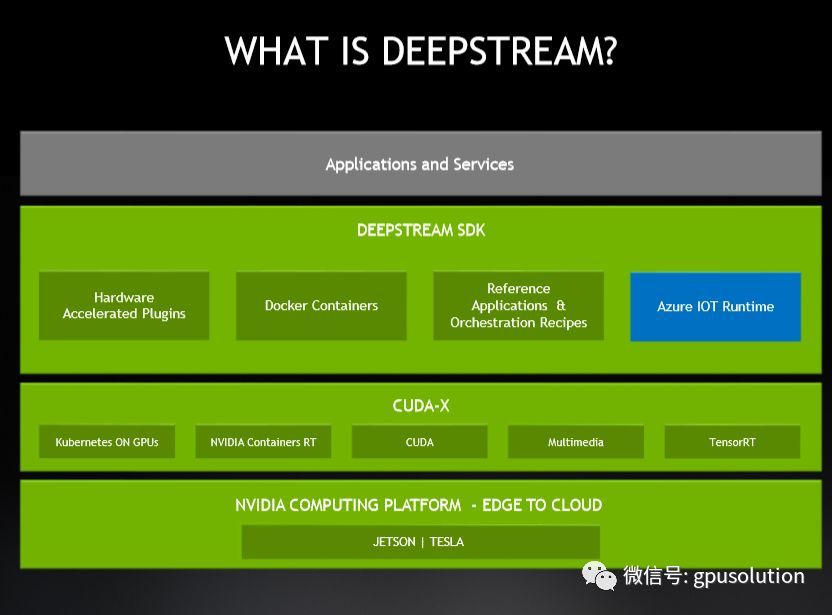 WHAT IS DEEPSTREAM?
Applications and Services
DEEPSTREAM SDK
Hardware
Accelerated Plugins
Docker Containers
Reference
Applications &
Orchestration Recipes
Azure IOT Runtime
CUDA-X
Kubernetes ON GPUs
NVIDIA Containers RT
CUDA
Multimedia
TensorRT
NVIDIA COMPUTING PLATFORM - EDGE TO CLOUD
JETSON | TESLA
微信号: gpusolution